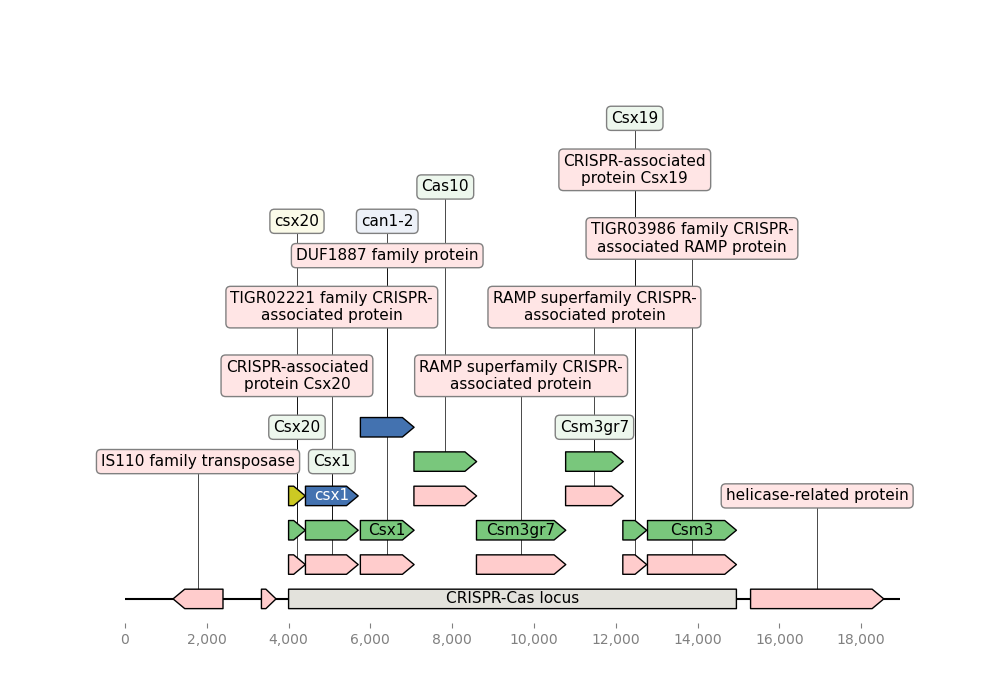 Csx19
CRISPR-associated
protein Csx19
Cas10
csx20
can1-2
TIGR03986 family CRISPR-
associated RAMP protein
DUF1887 family protein
TIGR02221 family CRISPR-
associated protein
RAMP superfamily CRISPR-
associated protein
CRISPR-associated
protein Csx20
RAMP superfamily CRISPR-
associated protein
Csx20
Csm3gr7
IS110 family transposase
Csx1
csx1
helicase-related protein
Csx1
Csm3gr7
Csm3
CRISPR-Cas locus
0
2,000
4,000
6,000
8,000
10,000
12,000
14,000
16,000
18,000